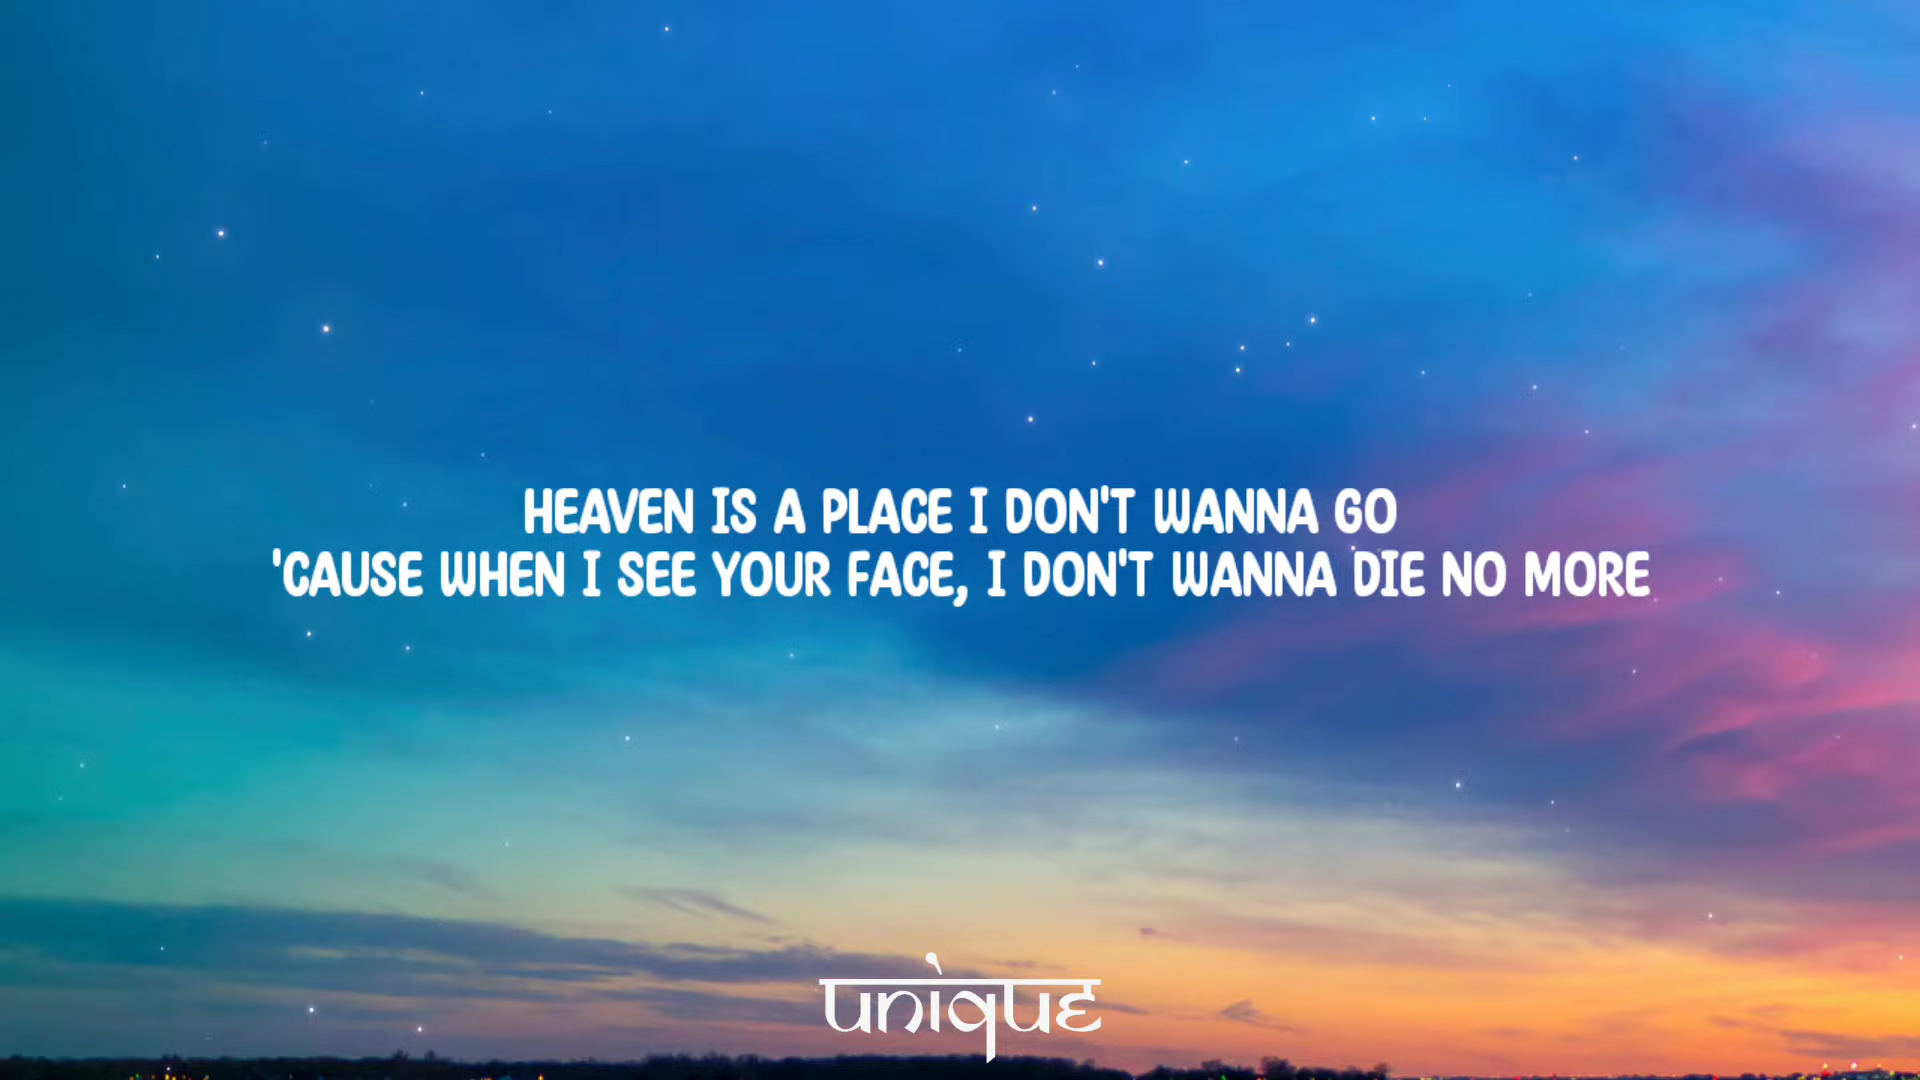 HEAVEN IS A PLACE I DON'T WANNA GO
'CAUSE WHEN I SEE YOUR FACE, I DON'T WANNA DIE NO MORE
unique